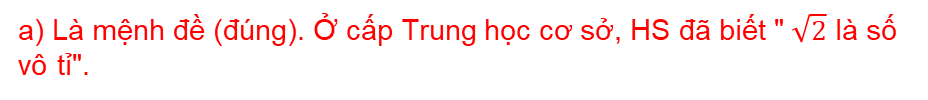 a) Là mệnh đề (đúng). Ở cấp Trung học cơ sở, HS đã biết " √2 là số
vô tỉ".